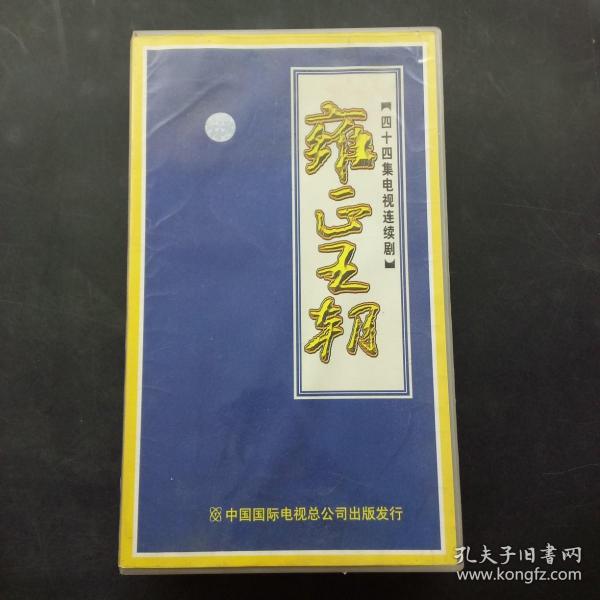 【四十四集电视连续剧】
雍正王朝
中国国际电视总公司出版发行
孔夫子旧书网
www.kongfz.com